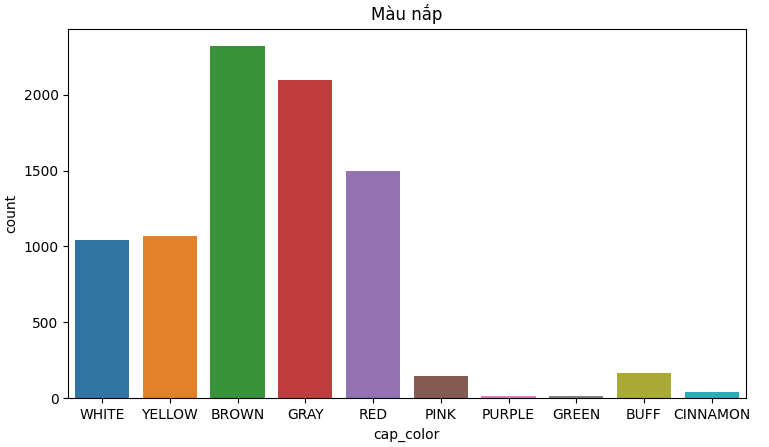 Màu nắp
2000
1500
1000
500
0
count
WHITE YELLOW BROWN GRAY RED PINK PURPLE GREEN BUFF CINNAMON
cap_color